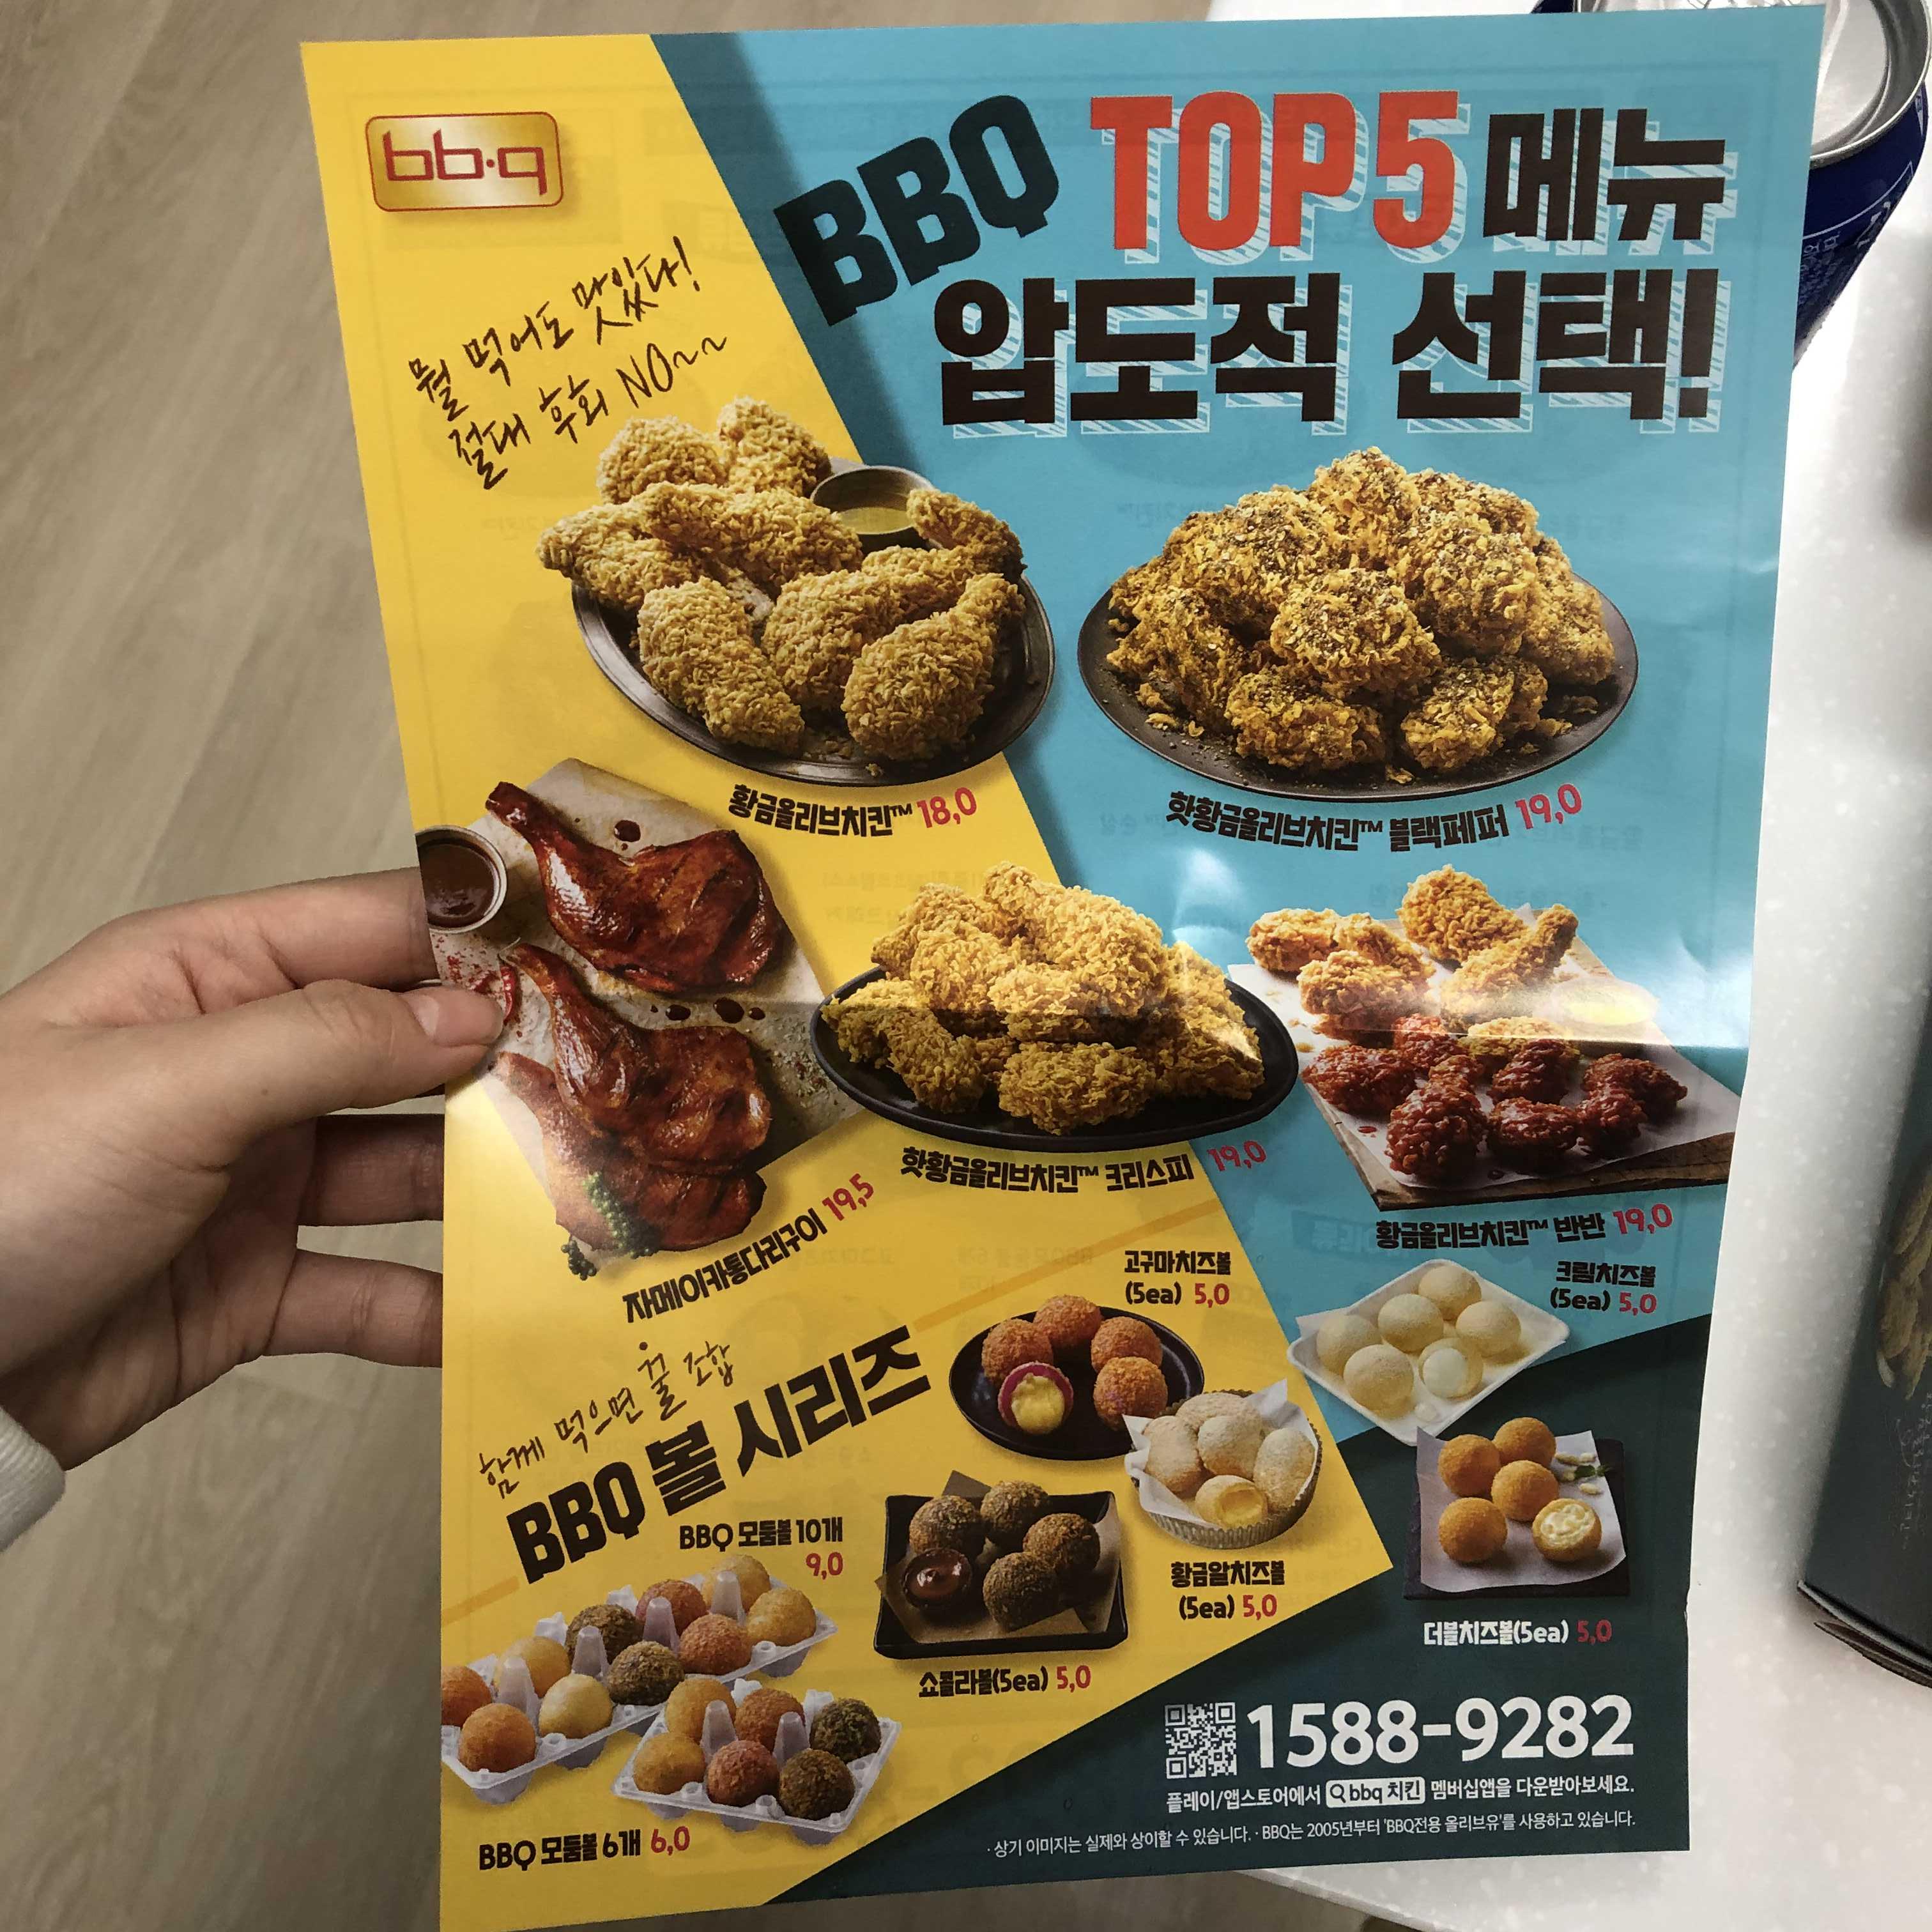 bb.q
BBQ TOP5 메뉴
압도적 선택!
뭘 먹어도 맛있다!
절대 후회 NO~~
황금올리브치킨™ 18,0
핫황금올리브치킨™ 블랙페퍼 19,0
자메이카통다리구이 19,5
핫황금올리브치킨™ 크리스피 19,0
황금올리브치킨™ 반반 19,0
함께 먹으면 꿀 조합
BBQ 볼 시리즈
고구마치즈볼
(5ea) 5,0
크림치즈볼
(5ea) 5,0
BBQ 모둠볼 10개
9,0
황금알치즈볼
(5ea) 5,0
더블치즈볼(5ea) 5,0
쇼콜라볼(5ea) 5,0
BBQ 모둠볼 6개 6,0
1588-9282
플레이/앱스토어에서 bbq 치킨 멤버십앱을 다운받아보세요.
· 상기 이미지는 실제와 상이할 수 있습니다. · BBQ는 2005년부터 'BBQ전용 올리브유'를 사용하고 있습니다.